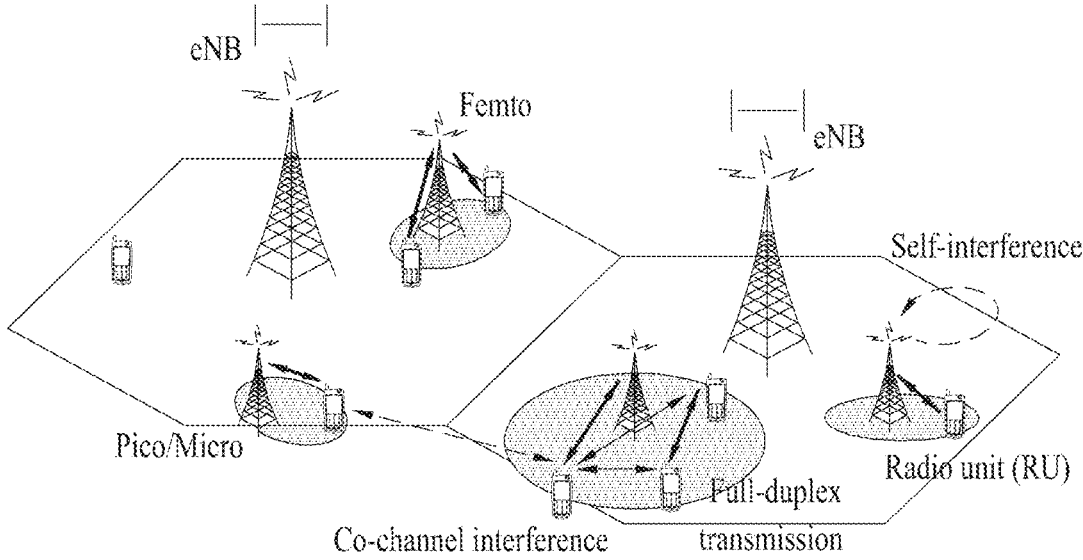 eNB
Femto
eNB
Self-interference
Pico/Micro
Radio unit (RU)
Full-duplex
transmission
Co-channel interference